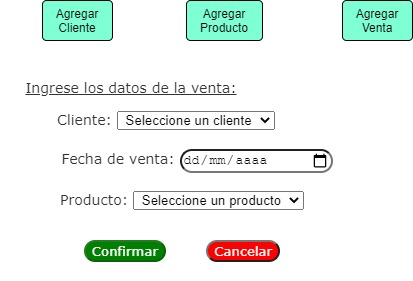 Agregar Agregar Agregar
Cliente Producto Venta
Ingrese los datos de la venta:
Cliente: Seleccione un cliente
Fecha de venta: dd/mm/aaaa
Producto: Seleccione un producto
Confirmar Cancelar